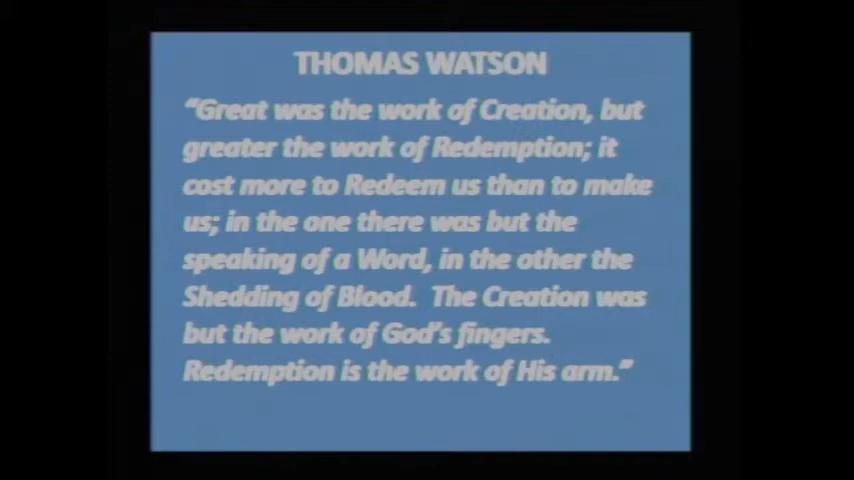 THOMAS WATSON
“Great was the work of Creation, but
greater the work of Redemption; it
cost more to Redeem us than to make
us; in the one there was but the
speaking of a Word, in the other the
Shedding of Blood.  The Creation was
but the work of God’s fingers.
Redemption is the work of His arm.”